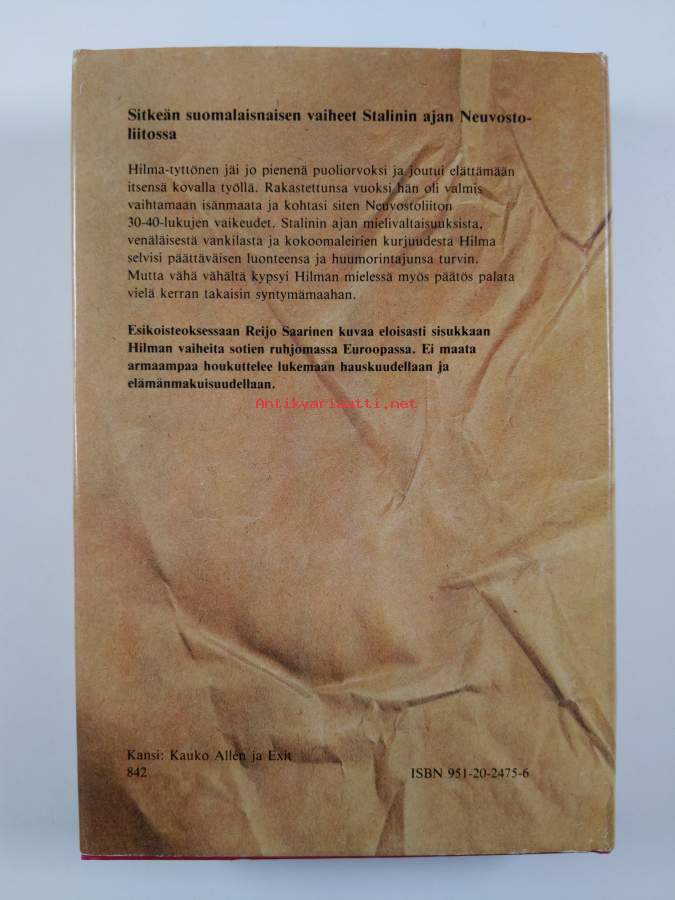 Sitkeän suomalaisnaisen vaiheet Stalinin ajan Neuvosto-
liitossa
Hilma-tyttönen jäi jo pienenä puoliorvoksi ja joutui elättämään
itsensä kovalla työllä. Rakastettunsa vuoksi hän oli valmis
vaihtamaan isänmaata ja kohtasi siten Neuvostoliiton
30-40-lukujen vaikeudet. Stalinin ajan mielivaltaisuuksista,
venäläisestä vankilasta ja kokoomaleirien kurjuudesta Hilma
selvisi päättäväisen luonteensa ja huumorintajunsa turvin.
Mutta vähä vähältä kypsyi Hilman mielessä myös päätös palata
vielä kerran takaisin syntymämaahan.
Esikoisteoksessaan Reijo Saarinen kuvaa eloisasti sisukkaan
Hilman vaiheita sotien ruhjomassa Euroopassa. Ei maata
armaampaa houkuttelee lukemaan hauskuudellaan ja
elämänmakuisuudellaan.
Antikvariaatti.net
Kansi: Kauko Allén ja Exit
842
ISBN 951-20-2475-6